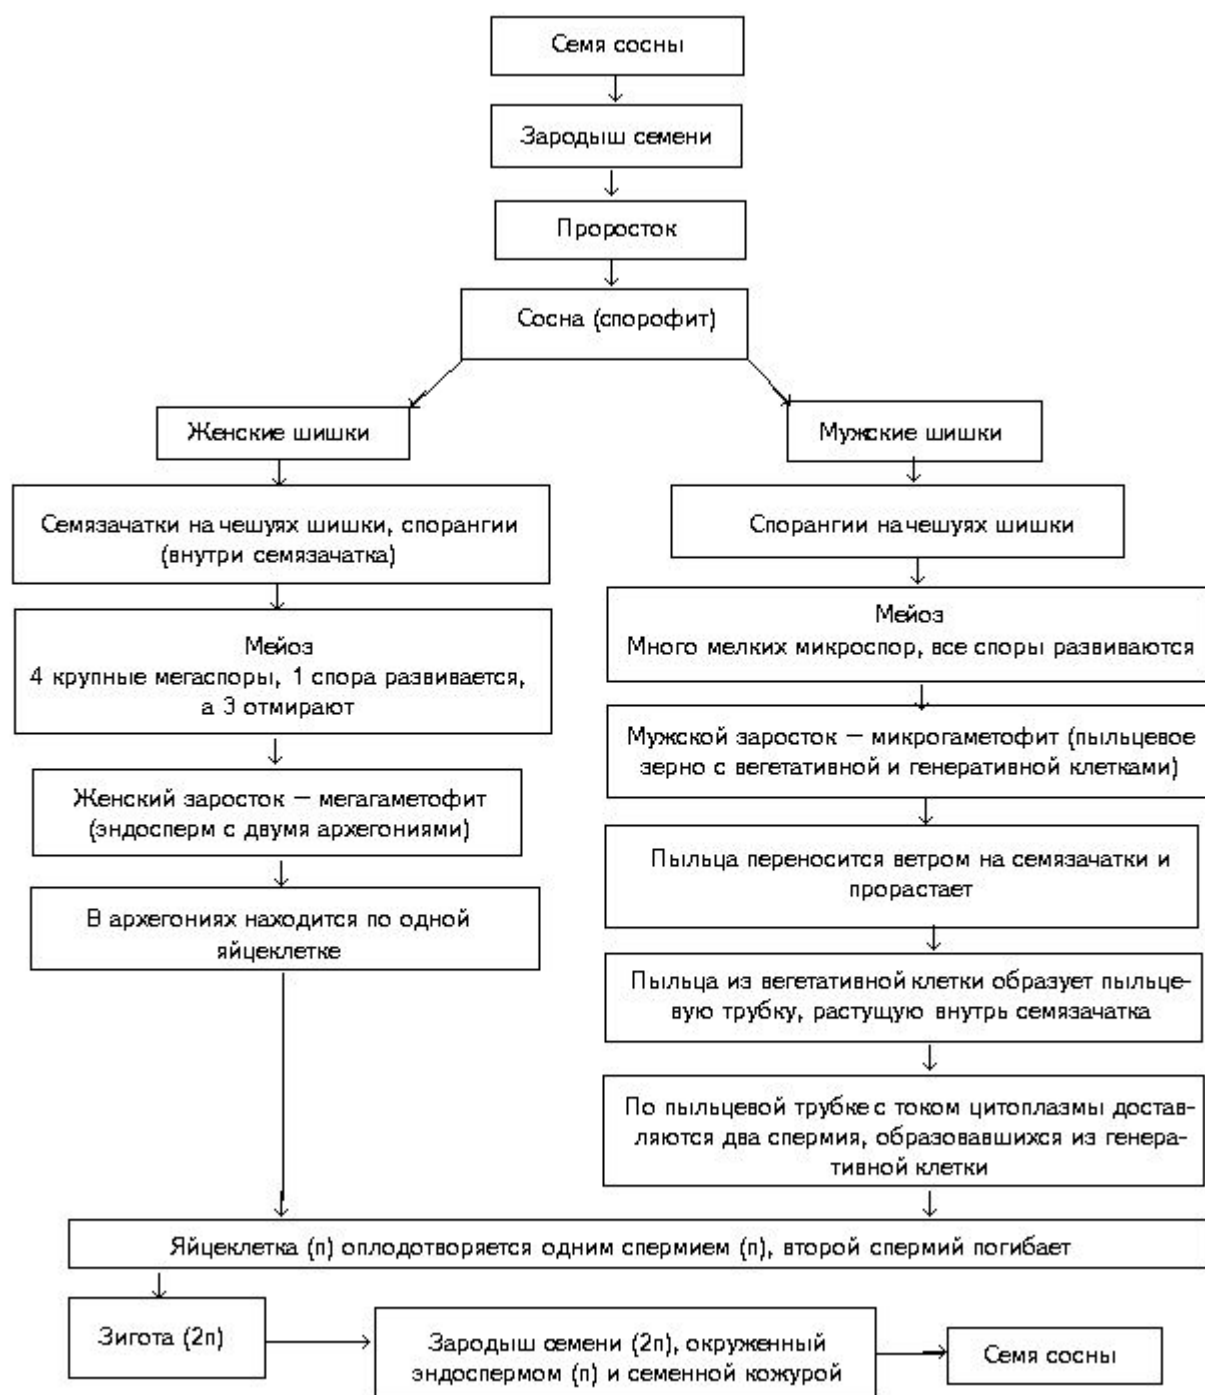 Семя сосны
Зародыш семени
Проросток
Сосна (спорофит)
Женские шишки
Мужские шишки
Семязачатки на чешуях шишки, спорангии
(внутри семязачатка)
Спорангии на чешуях шишки
Мейоз
4 крупные мегаспоры, 1 спора развивается,
а 3 отмирают
Мейоз
Много мелких микроспор, все споры развиваются
Женский заросток — мегагаметофит
(эндосперм с двумя архегониями)
Мужской заросток — микрогаметофит (пыльцевое
зерно с вегетативной и генеративной клетками)
В архегониях находится по одной
яйцеклетке
Пыльца переносится ветром на семязачатки и
прорастает
Пыльца из вегетативной клетки образует пыльце-
вую трубку, растущую внутрь семязачатка
По пыльцевой трубке с током цитоплазмы достав-
ляются два спермия, образовавшихся из генера-
тивной клетки
Яйцеклетка (п) оплодотворяется одним спермием (п), второй спермий погибает
Зигота (2п)
Зародыш семени (2п), окруженный
эндоспермом (п) и семенной кожурой
Семя сосны